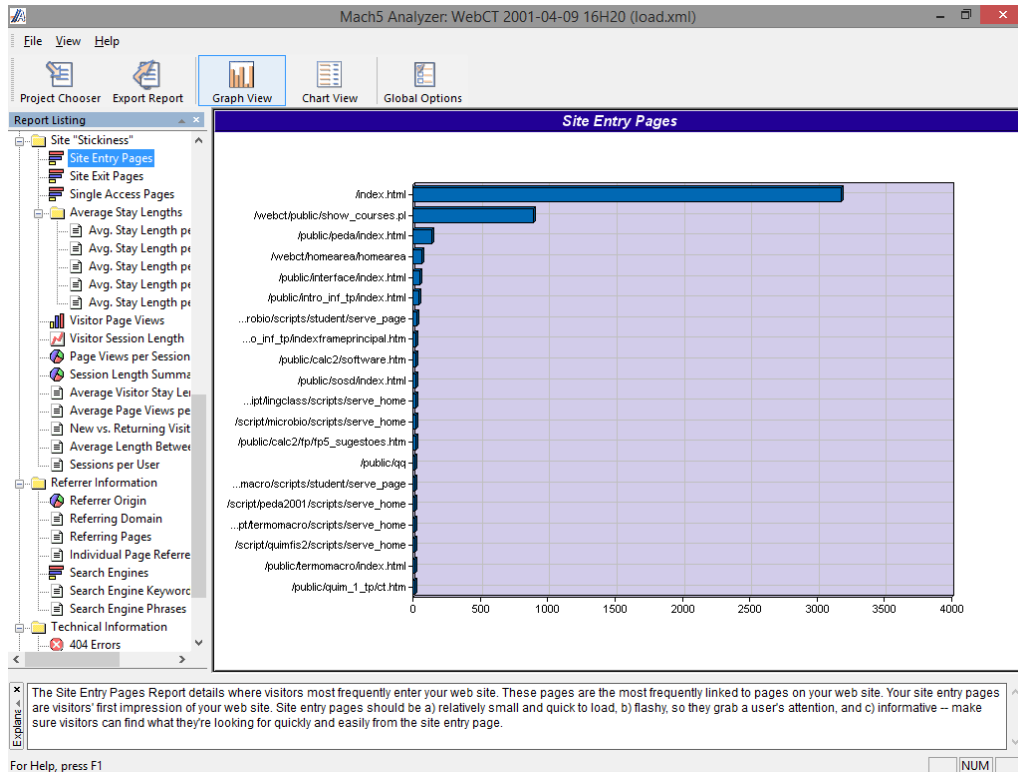 Mach5 Analyzer: WebCT 2001-04-09 16H20 (load.xml)
File View Help
Project Chooser Export Report Graph View Chart View Global Options
Report Listing
Site "Stickiness"
Site Entry Pages
Site Exit Pages
Single Access Pages
Average Stay Lengths
Avg. Stay Length pe
Avg. Stay Length pe
Avg. Stay Length pe
Avg. Stay Length pe
Avg. Stay Length pe
Visitor Page Views
Visitor Session Length
Page Views per Session
Session Length Summa
Average Visitor Stay Ler
Average Page Views pe
New vs. Returning Visit
Average Length Betwee
Sessions per User
Referrer Information
Referrer Origin
Referring Domain
Referring Pages
Individual Page Referre
Search Engines
Search Engine Keyworc
Search Engine Phrases
Technical Information
404 Errors
Site Entry Pages
/index.html
/webct/public/show_courses.pl
/public/peda/index.html
/webct/homearea/homearea
/public/interface/index.html
/public/intro_inf_tp/index.html
...robio/scripts/student/serve_page
...o_inf_tp/indexframeprincipal.htm
/public/calc2/software.htm
/public/sosd/index.html
...ipt/lingclass/scripts/serve_home
/script/microbio/scripts/serve_home
/public/calc2/fp/fp5_sugestoes.htm
/public/qq
...macro/scripts/student/serve_page
/script/peda2001/scripts/serve_home
...pt/termomacro/scripts/serve_home
/script/quimfis2/scripts/serve_home
/public/termomacro/index.html
/public/quim_1_tp/ct.htm
0 500 1000 1500 2000 2500 3000 3500 4000
Explana
The Site Entry Pages Report details where visitors most frequently enter your web site. These pages are the most frequently linked to pages on your web site. Your site entry pages
are visitors' first impression of your web site. Site entry pages should be a) relatively small and quick to load, b) flashy, so they grab a user's attention, and c) informative -- make
sure visitors can find what they're looking for quickly and easily from the site entry page.
For Help, press F1
NUM